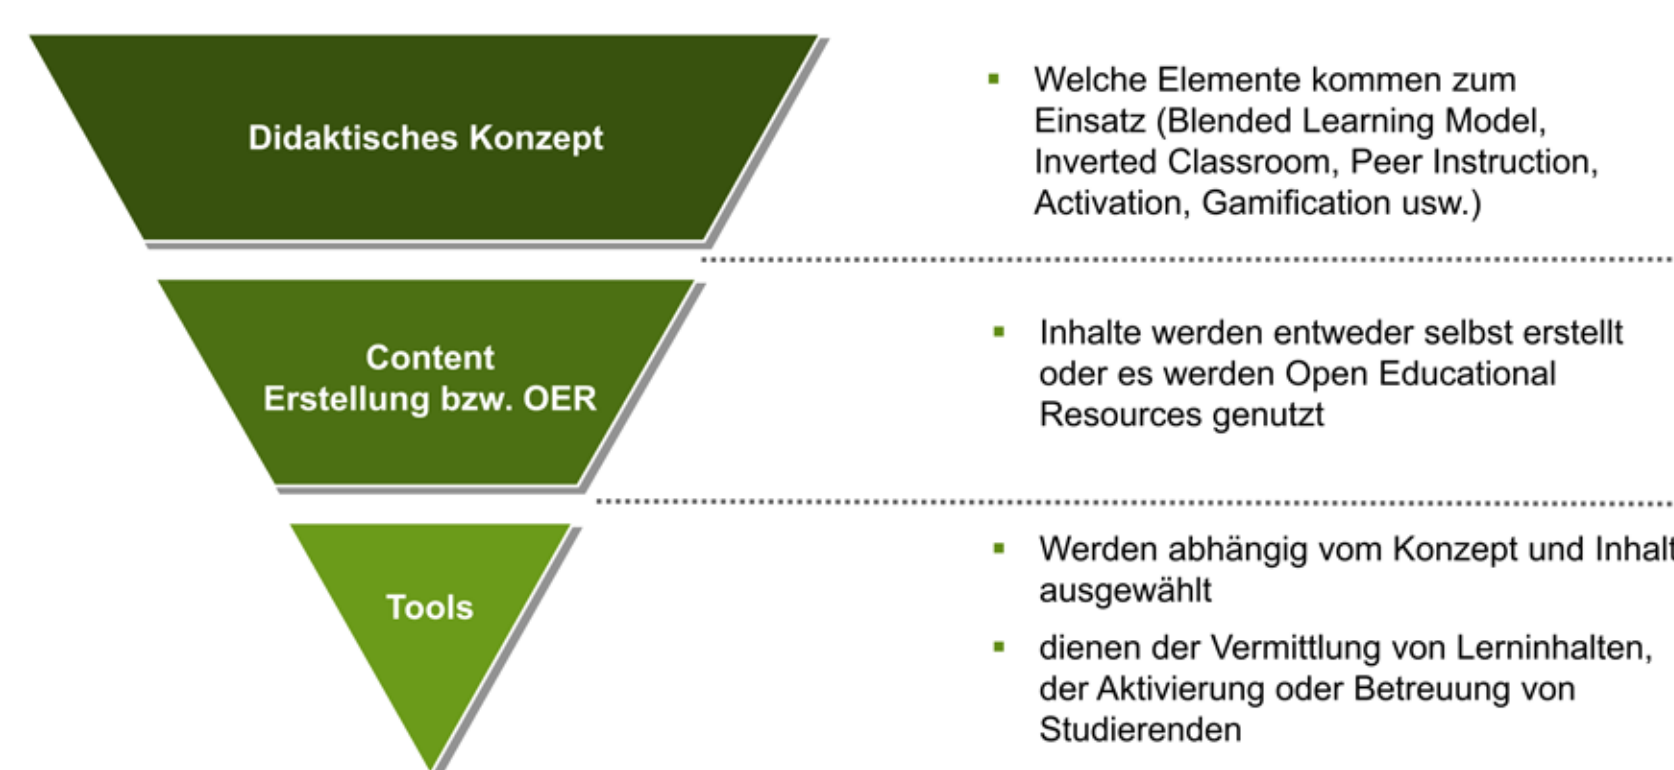 Didaktisches Konzept
▪ Welche Elemente kommen zum
Einsatz (Blended Learning Model,
Inverted Classroom, Peer Instruction,
Activation, Gamification usw.)
Content
Erstellung bzw. OER
▪ Inhalte werden entweder selbst erstellt
oder es werden Open Educational
Resources genutzt
Tools
▪ Werden abhängig vom Konzept und Inhalt
ausgewählt
▪ dienen der Vermittlung von Lerninhalten,
der Aktivierung oder Betreuung von
Studierenden